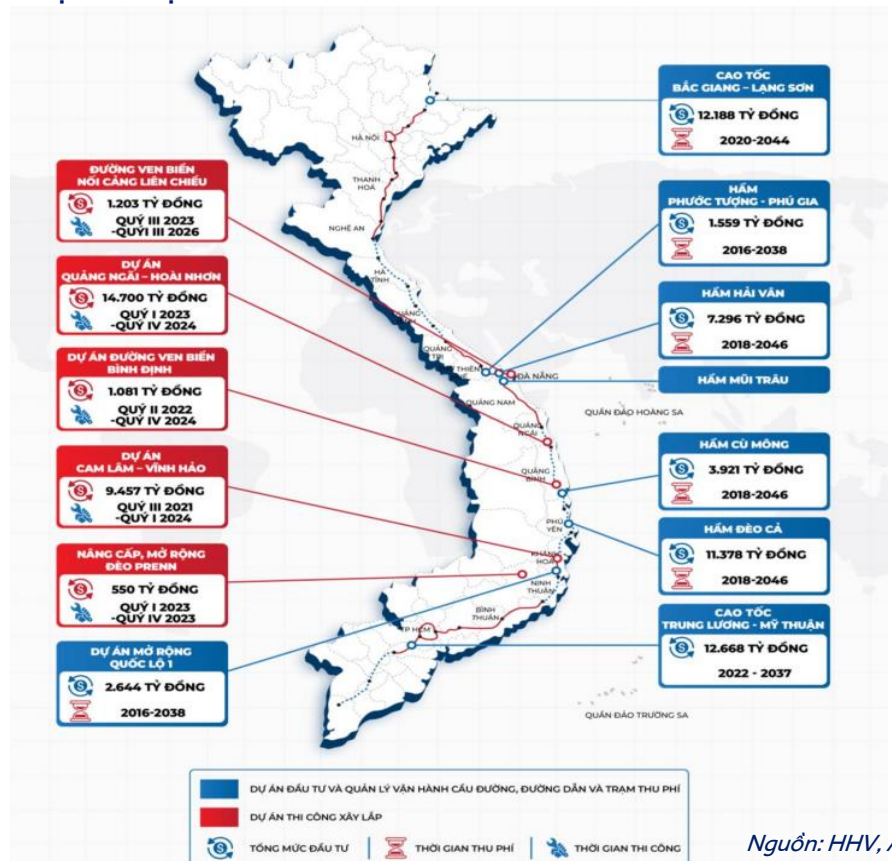 CAO TỐC
BẮC GIANG – LẠNG SƠN
12.188 TỶ ĐỒNG
2020-2044
HÀ NỘI
THANH HOÁ
NGHỆ AN
HÀ TĨNH
ĐƯỜNG VEN BIỂN
NỐI CẢNG LIÊN CHIỂU
1.203 TỶ ĐỒNG
QUÝ III 2023
-QUÝI III 2026
HẦM
PHƯỚC TƯỢNG - PHÚ GIA
1.559 TỶ ĐỒNG
2016-2038
DỰ ÁN
QUẢNG NGÃI – HOÀI NHƠN
14.700 TỶ ĐỒNG
QUÝ I 2023
-QUÝ IV 2024
HẦM HẢI VÂN
7.296 TỶ ĐỒNG
2018-2046
HẦM MŨI TRÂU
ĐÀ NẴNG
QUẢNG NAM
QUẦN ĐẢO HOÀNG SA
QUẢNG
NGÃI
DỰ ÁN ĐƯỜNG VEN BIỂN
BÌNH ĐỊNH
1.081 TỶ ĐỒNG
QUÝ II 2022
-QUÝ IV 2024
HẦM CÙ MÔNG
3.921 TỶ ĐỒNG
2018-2046
QUẢNG
BÌNH
PHÚ
YÊN
DỰ ÁN
CAM LÂM – VĨNH HẢO
9.457 TỶ ĐỒNG
QUÝ III 2021
-QUÝ I 2024
HẦM ĐÈO CẢ
11.378 TỶ ĐỒNG
2018-2046
KHÁNH
HOÀ
NINH
THUẬN
BÌNH
THUẬN
TP HCM
NÂNG CẤP, MỞ RỘNG
ĐÈO PRENN
550 TỶ ĐỒNG
QUÝ I 2023
-QUÝ IV 2023
CAO TỐC
TRUNG LƯƠNG - MỸ THUẬN
12.668 TỶ ĐỒNG
2022 - 2037
DỰ ÁN MỞ RỘNG
QUỐC LỘ 1
2.644 TỶ ĐỒNG
2016-2038
QUẦN ĐẢO TRƯỜNG SA
DỰ ÁN ĐẦU TƯ VÀ QUẢN LÝ VẬN HÀNH CẦU ĐƯỜNG, ĐƯỜNG DẪN VÀ TRẠM THU PHÍ
DỰ ÁN THI CÔNG XÂY LẮP
TỔNG MỨC ĐẦU TƯ | THỜI GIAN THU PHÍ | THỜI GIAN THI CÔNG
Nguồn: HHV,